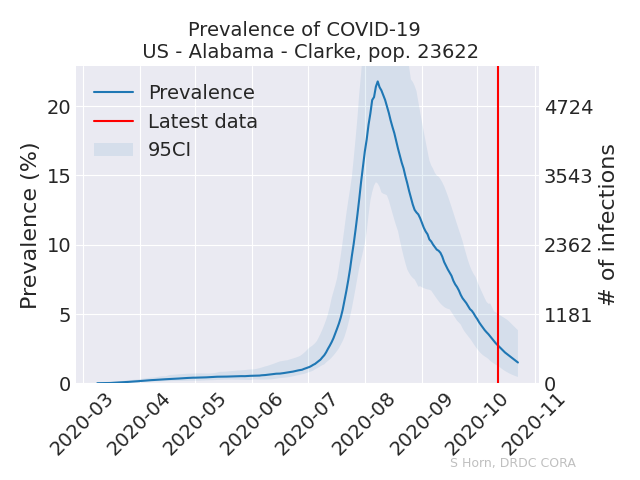 Prevalence of COVID-19
US - Alabama - Clarke, pop. 23622
Prevalence
Latest data
95CI
Prevalence (%)
20
15
10
5
0
4724
3543
2362
1181
0
# of infections
2020-03
2020-04
2020-05
2020-06
2020-07
2020-08
2020-09
2020-10
2020-11
S Horn, DRDC CORA